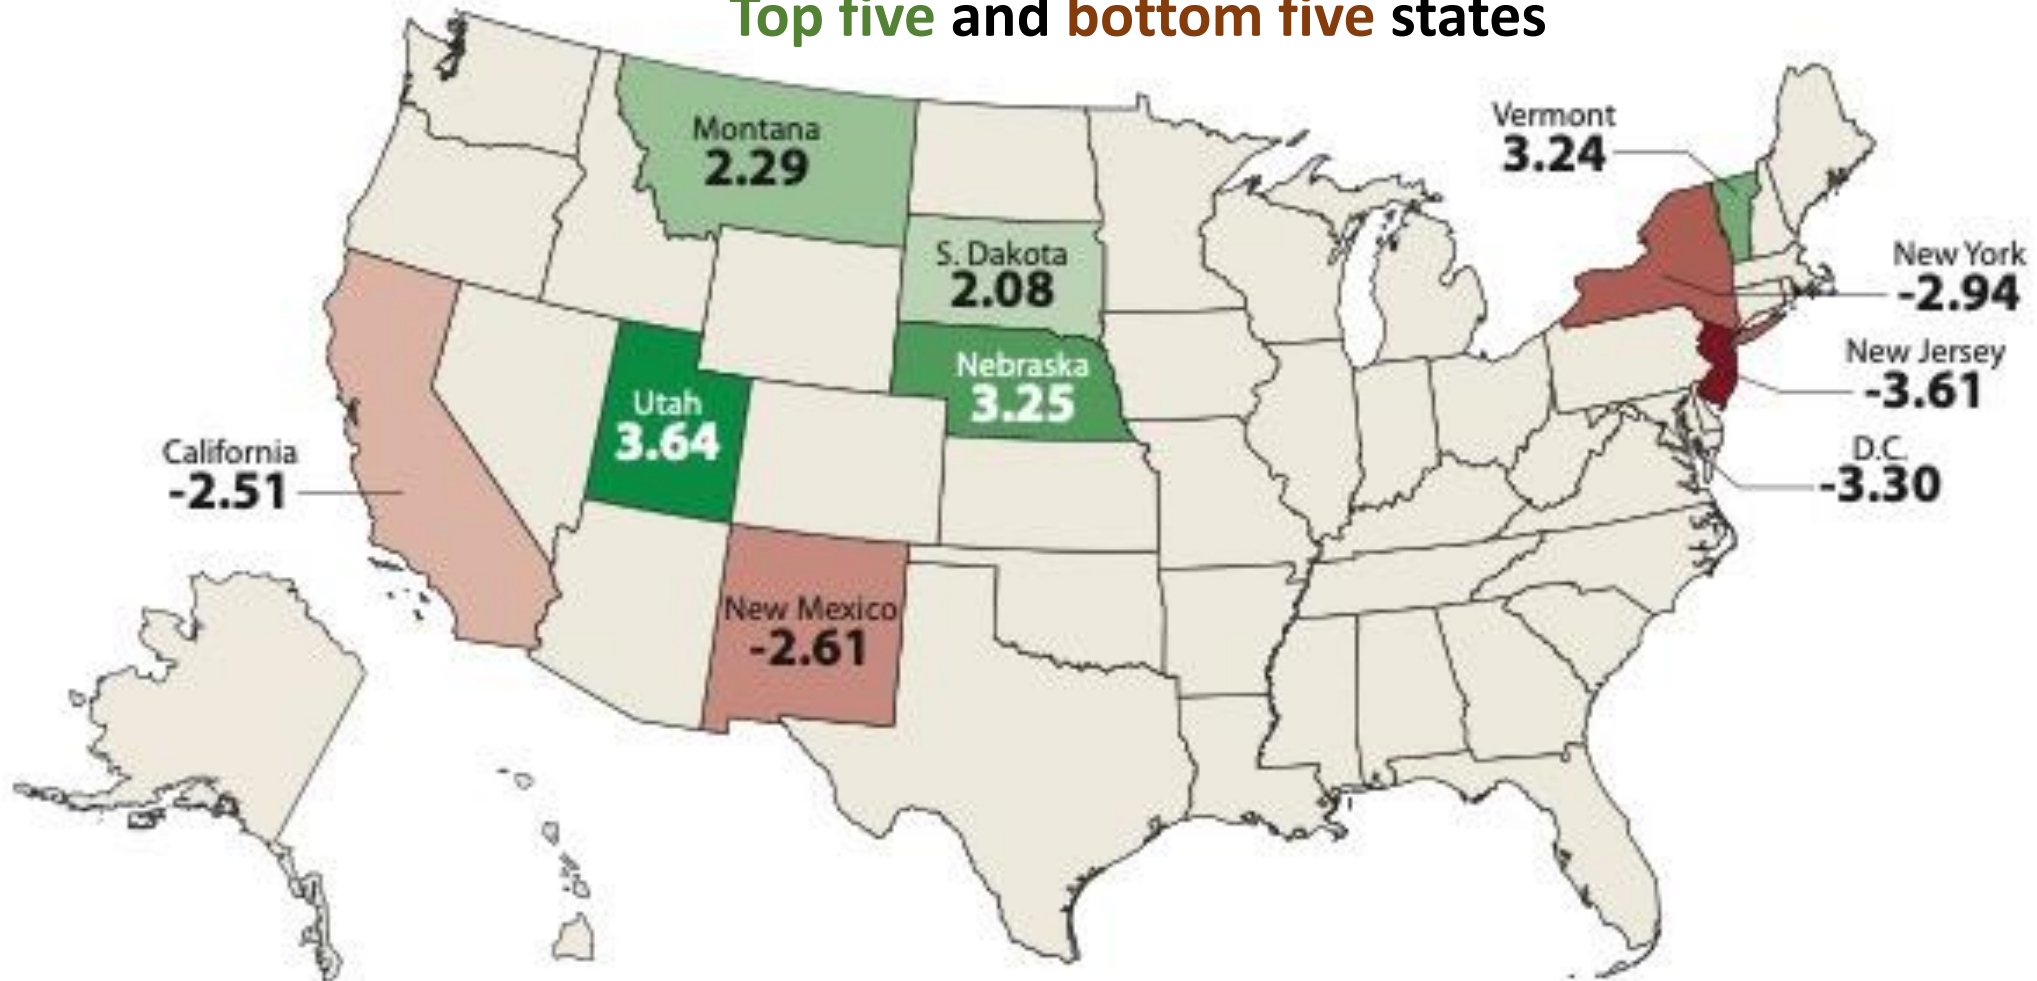 Top five and bottom five states
Montana
2.29
Vermont
3.24
S. Dakota
2.08
New York
-2.94
Nebraska
3.25
New Jersey
-3.61
Utah
3.64
California
-2.51
D.C.
-3.30
New Mexico
-2.61